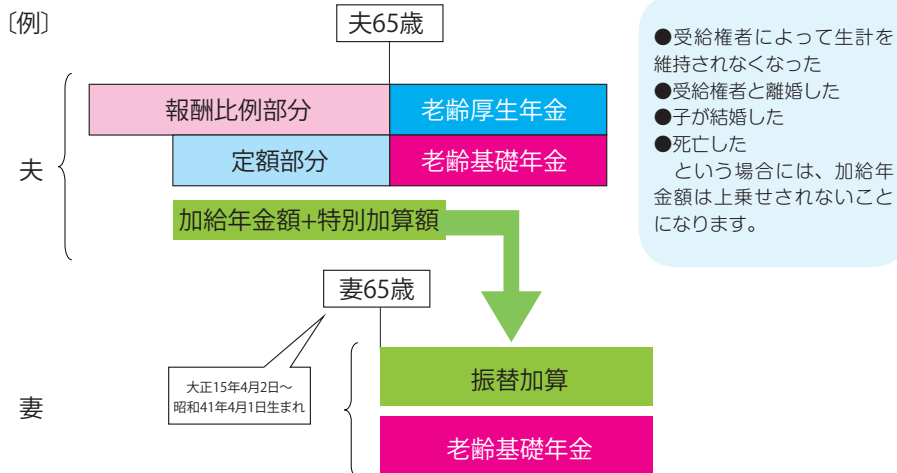 〔例〕
夫65歳
報酬比例部分
老齢厚生年金
定額部分
老齢基礎年金
夫
加給年金額+特別加算額
●受給権者によって生計を
維持されなくなった
●受給権者と離婚した
●子が結婚した
●死亡した
　という場合には、加給年
金額は上乗せされないこと
になります。
妻65歳
大正15年4月2日～
昭和41年4月1日生まれ
振替加算
妻
老齢基礎年金